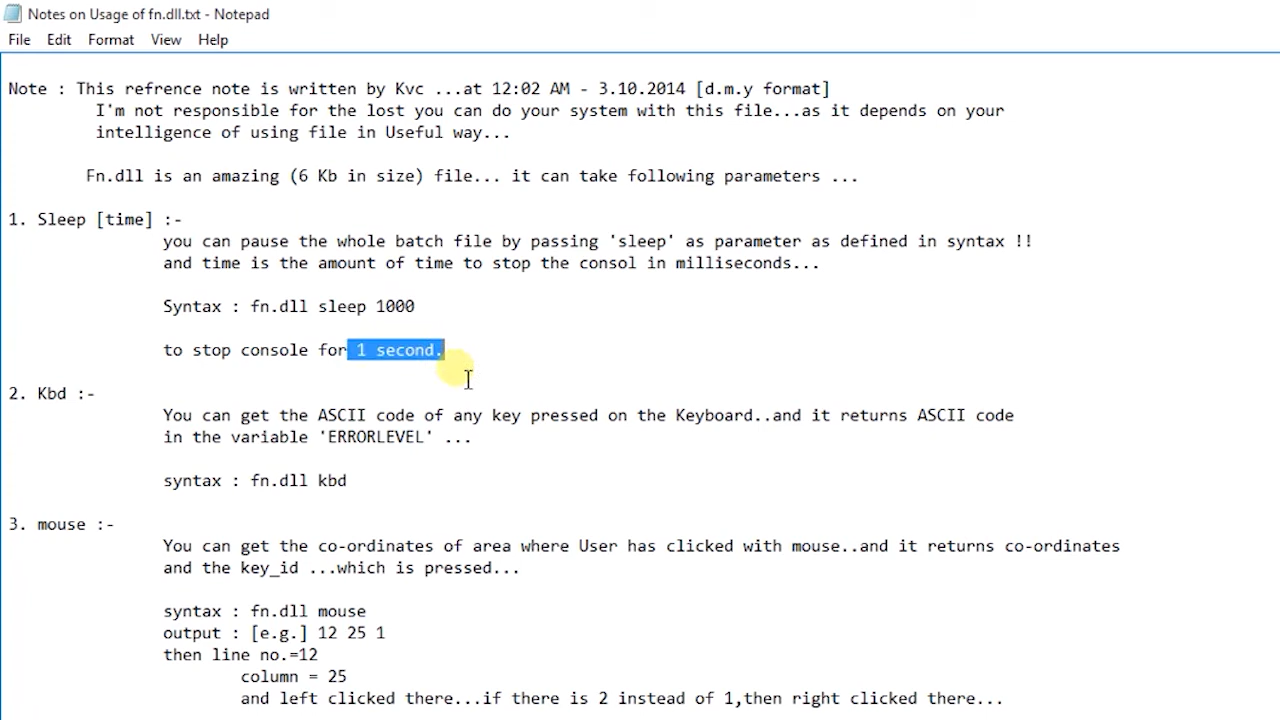 Notes on Usage of fn.dll.txt - Notepad
File Edit Format View Help
Note : This refrence note is written by Kvc ...at 12:02 AM - 3.10.2014 [d.m.y format]
I'm not responsible for the lost you can do your system with this file...as it depends on your
intelligence of using file in Useful way...
Fn.dll is an amazing (6 Kb in size) file... it can take following parameters ...
1. Sleep [time] :-
you can pause the whole batch file by passing 'sleep' as parameter as defined in syntax !!
and time is the amount of time to stop the consol in milliseconds...
Syntax : fn.dll sleep 1000
to stop console for 1 second.
2. Kbd :-
You can get the ASCII code of any key pressed on the Keyboard..and it returns ASCII code
in the variable 'ERRORLEVEL' ...
syntax : fn.dll kbd
3. mouse :-
You can get the co-ordinates of area where User has clicked with mouse..and it returns co-ordinates
and the key_id ...which is pressed...
syntax : fn.dll mouse
output : [e.g.] 12 25 1
then line no.=12
column = 25
and left clicked there...if there is 2 instead of 1,then right clicked there...